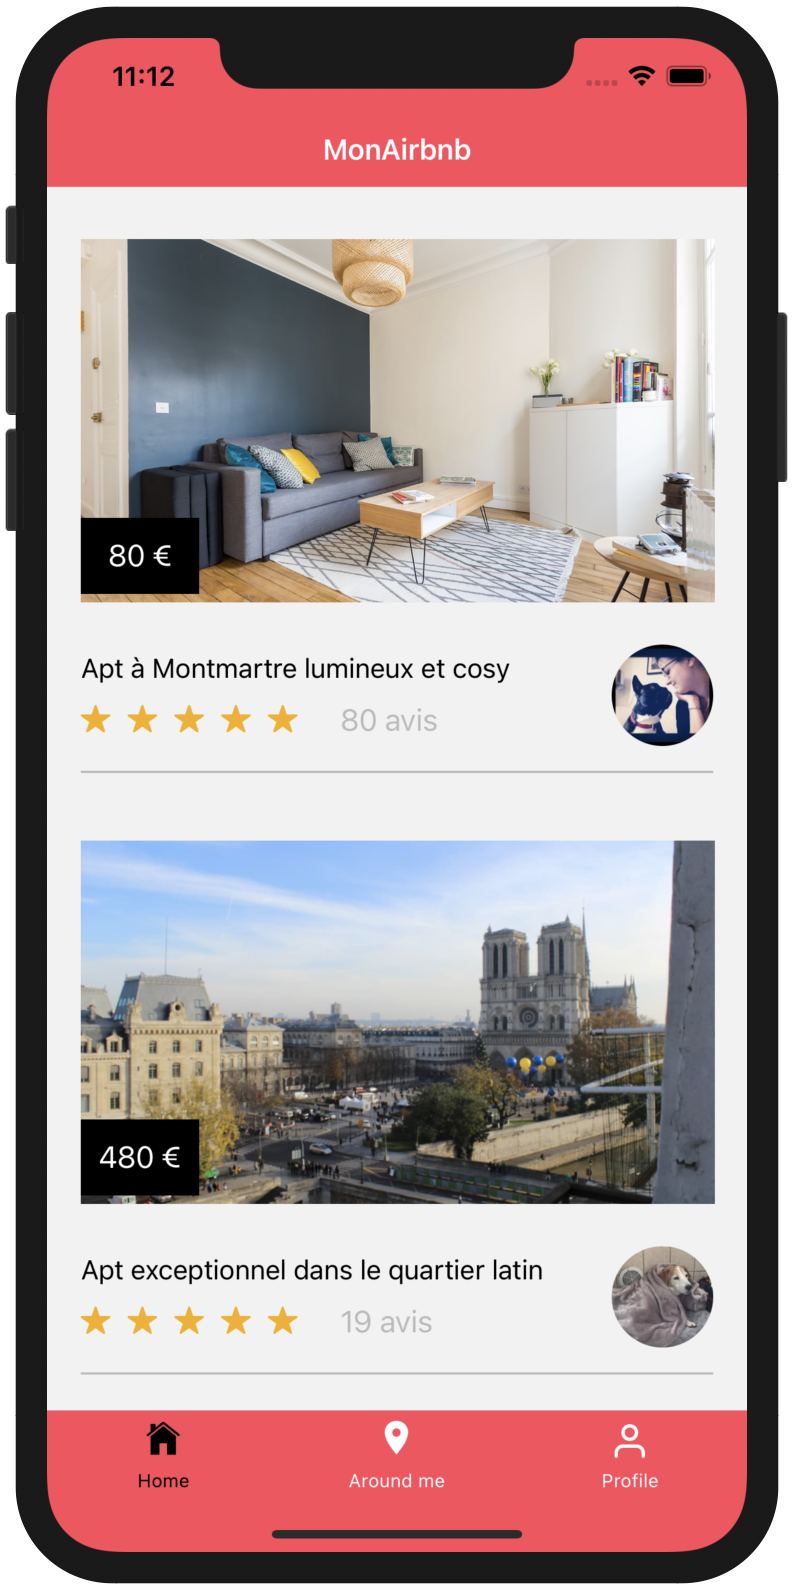 11:12
MonAirbnb
80 €
Apt à Montmartre lumineux et cosy
80 avis
480 €
Apt exceptionnel dans le quartier latin
19 avis
Home
Around me
Profile